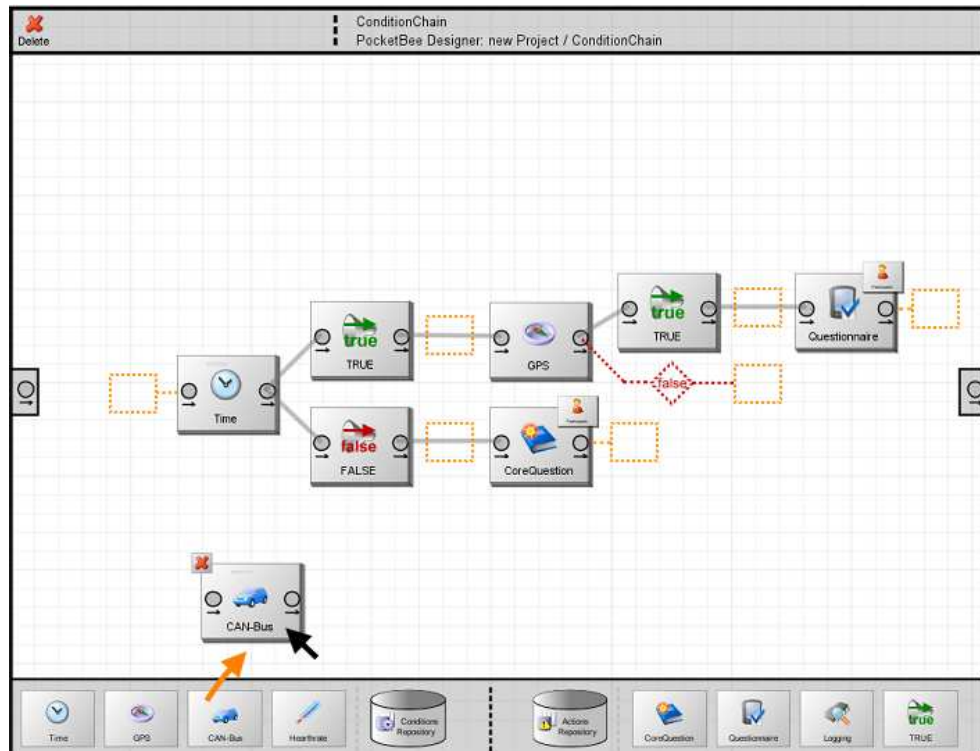 ConditionChain
Delete
PocketBee Designer: new Project / ConditionChain
true
TRUE
GPS
true
TRUE
Questionnaire
Time
false
false
FALSE
CoreQuestion
CAN-Bus
Time
GPS
CAN-Bus
Hearthrate
Conditions
Repository
Actions
Repository
CoreQuestion
Questionnaire
Logging
true
TRUE